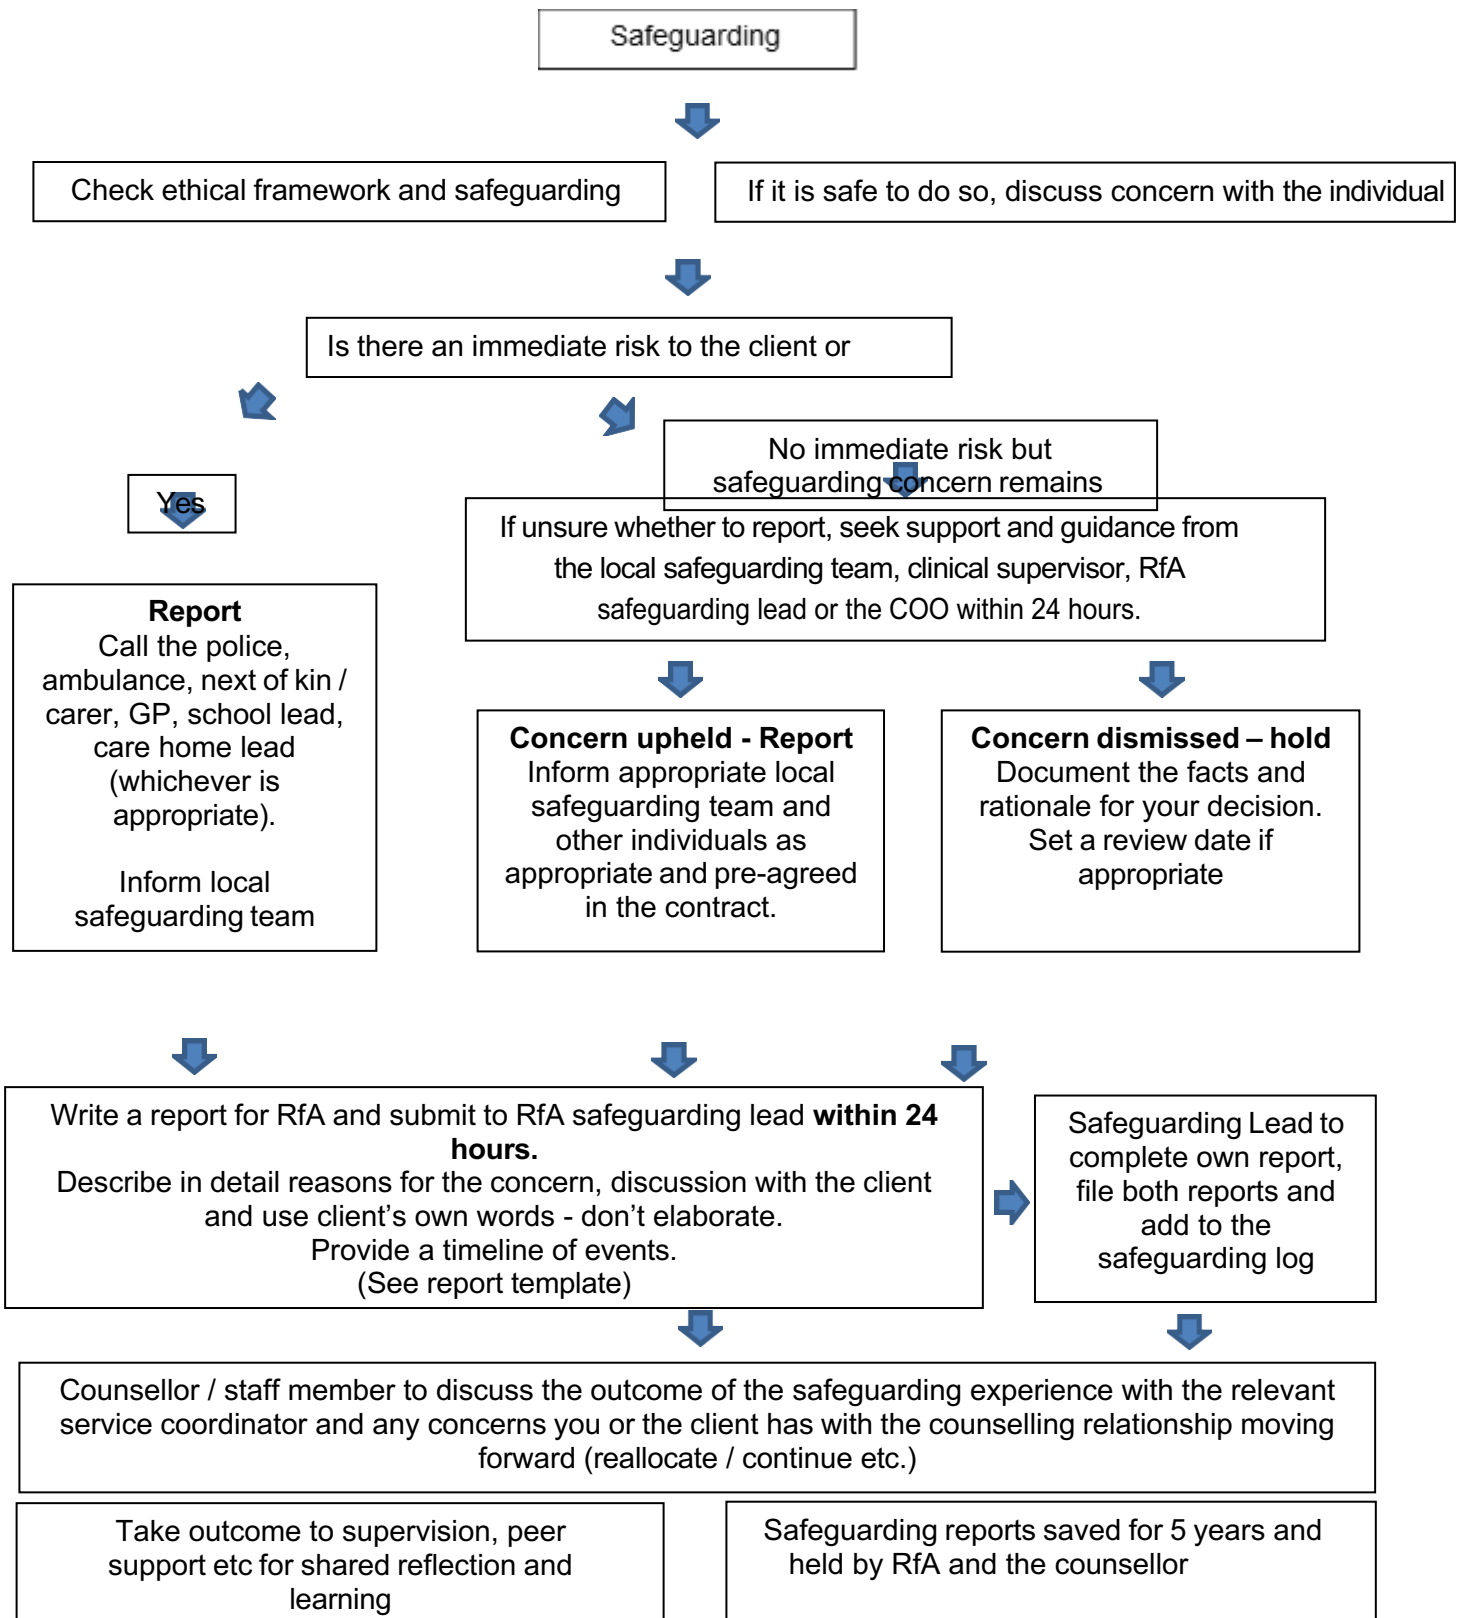 Safeguarding
Check ethical framework and safeguarding
If it is safe to do so, discuss concern with the individual
Is there an immediate risk to the client or
No immediate risk but
safeguarding concern remains
Yes
If unsure whether to report, seek support and guidance from
the local safeguarding team, clinical supervisor, RfA
safeguarding lead or the COO within 24 hours.
Report
Call the police,
ambulance, next of kin /
carer, GP, school lead,
care home lead
(whichever is
appropriate).
Inform local
safeguarding team
Concern upheld - Report
Inform appropriate local
safeguarding team and
other individuals as
appropriate and pre-agreed
in the contract.
Concern dismissed – hold
Document the facts and
rationale for your decision.
Set a review date if
appropriate
Write a report for RfA and submit to RfA safeguarding lead within 24
hours.
Describe in detail reasons for the concern, discussion with the client
and use client’s own words - don’t elaborate.
Provide a timeline of events.
(See report template)
Safeguarding Lead to
complete own report,
file both reports and
add to the
safeguarding log
Counsellor / staff member to discuss the outcome of the safeguarding experience with the relevant
service coordinator and any concerns you or the client has with the counselling relationship moving
forward (reallocate / continue etc.)
Take outcome to supervision, peer
support etc for shared reflection and
learning
Safeguarding reports saved for 5 years and
held by RfA and the counsellor